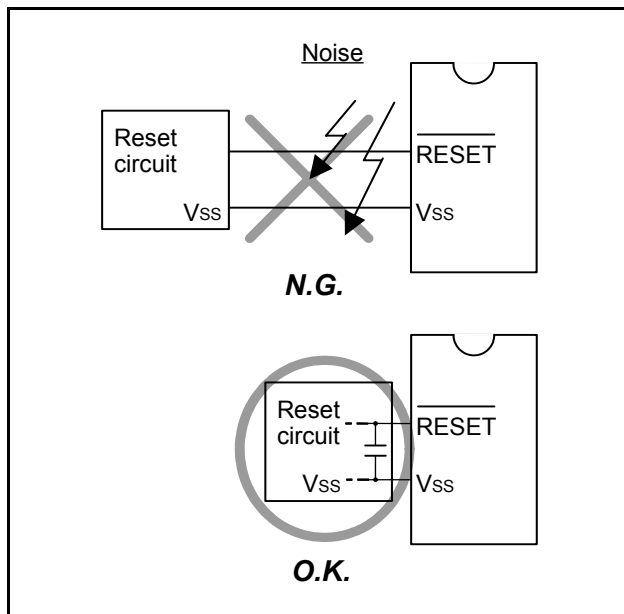 Noise
Reset
circuit
RESET
Vss
Vss
N.G.
Reset
circuit
RESET
Vss
Vss
O.K.